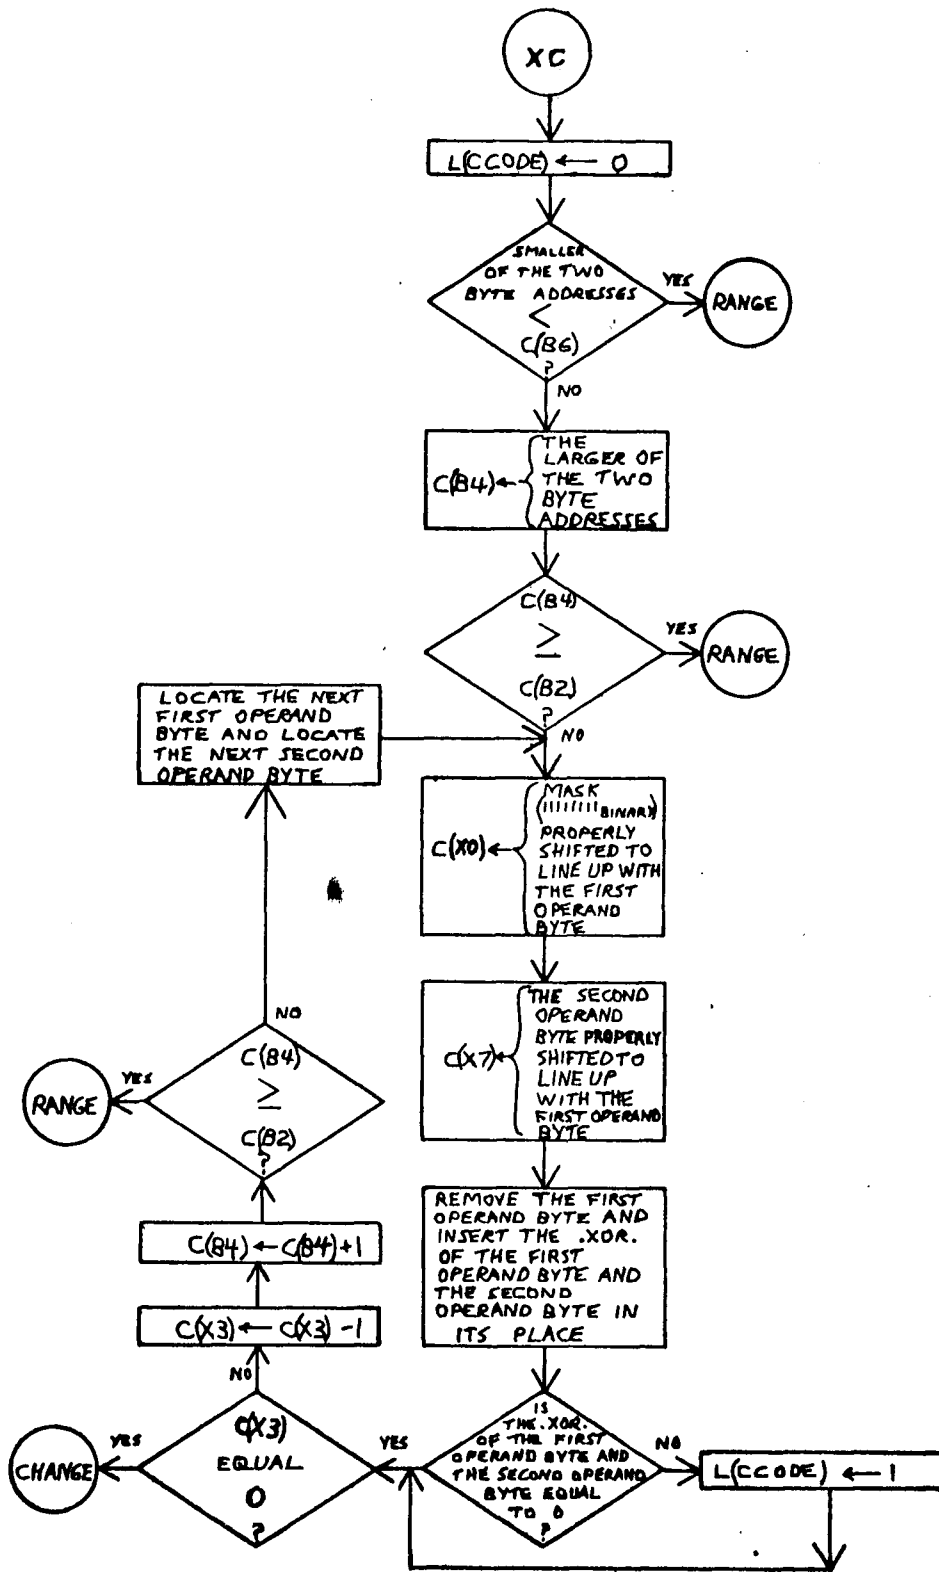 XC
L(CCODE) ← 0
SMALLER
OF THE TWO
BYTE ADDRESSES
<
C(B6)
?
YES
RANGE
NO
C(B4) ←
THE
LARGER OF
THE TWO
BYTE
ADDRESSES
C(B4)
≥
C(B2)
?
YES
RANGE
NO
LOCATE THE NEXT
FIRST OPERAND
BYTE AND LOCATE
THE NEXT SECOND
OPERAND BYTE
C(X0) ←
MASK
(11111111 BINARY)
PROPERLY
SHIFTED TO
LINE UP WITH
THE FIRST
OPERAND
BYTE
C(X7) ←
THE SECOND
OPERAND
BYTE PROPERLY
SHIFTED TO
LINE UP
WITH THE
FIRST OPERAND
BYTE
REMOVE THE FIRST
OPERAND BYTE AND
INSERT THE .XOR.
OF THE FIRST
OPERAND BYTE AND
THE SECOND
OPERAND BYTE IN
ITS PLACE
IS
THE .XOR.
OF THE FIRST
OPERAND BYTE AND
THE SECOND OPERAND
BYTE EQUAL
TO 0
?
NO
L(CCODE) ← 1
YES
C(X3)
EQUAL
0
?
YES
CHANGE
NO
C(X3) ← C(X3) - 1
C(B4) ← C(B4) + 1
C(B4)
≥
C(B2)
?
YES
RANGE
NO